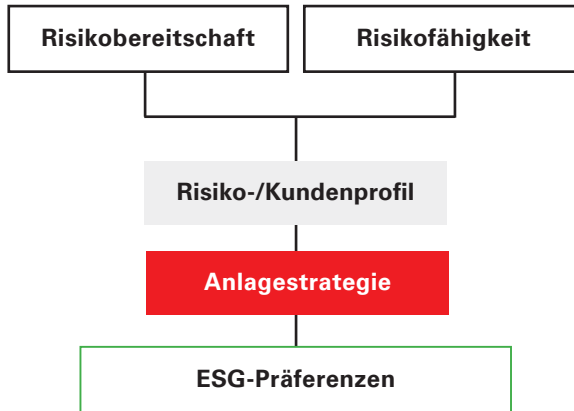 Risikobereitschaft
Risikofähigkeit
Risiko-/Kundenprofil
Anlagestrategie
ESG-Präferenzen